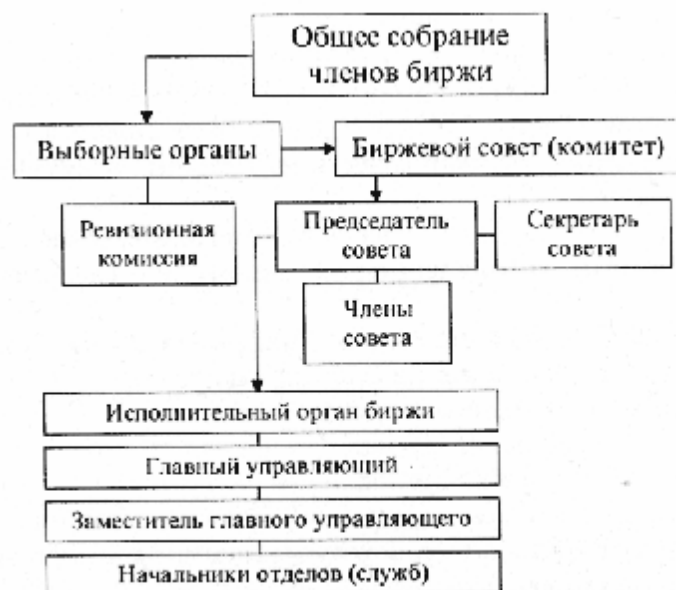 Общее собрание
членов биржи
Выборные органы
Биржевой совет (комитет)
Ревизионная
комиссия
Председатель
совета
Секретарь
совета
Члены
совета
Исполнительный орган биржи
Главный управляющий
Заместитель главного управляющего
Начальники отделов (служб)